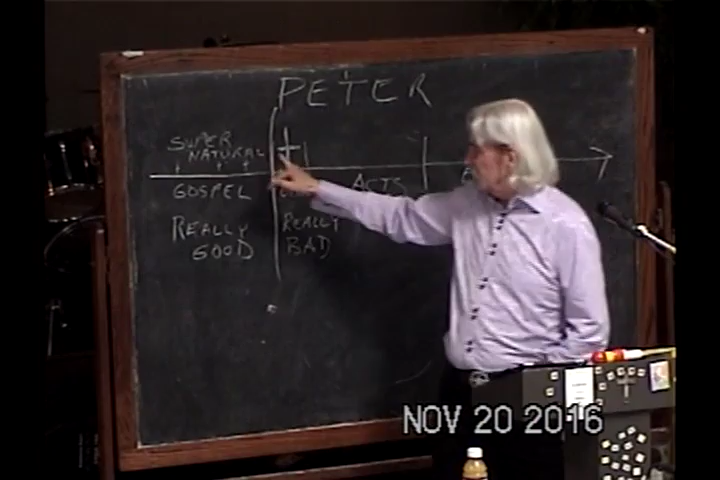 PETER
SUPER
NATURAL
GOSPEL
ACTS
REALLY
GOOD
REALLY
BAD
NOV 20 2016